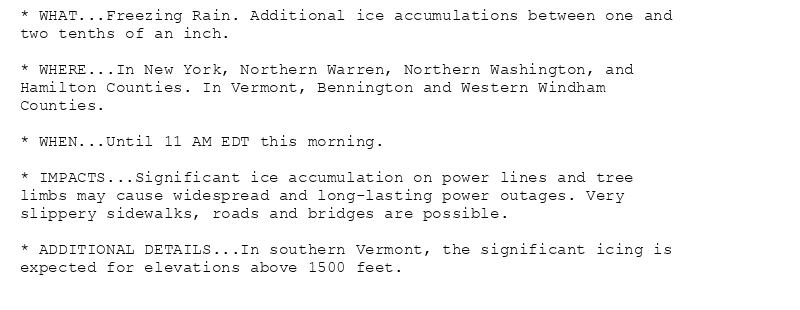 * WHAT...Freezing Rain. Additional ice accumulations between one and
two tenths of an inch.
* WHERE...In New York, Northern Warren, Northern Washington, and
Hamilton Counties. In Vermont, Bennington and Western Windham
Counties.
* WHEN...Until 11 AM EDT this morning.
* IMPACTS...Significant ice accumulation on power lines and tree
limbs may cause widespread and long-lasting power outages. Very
slippery sidewalks, roads and bridges are possible.
* ADDITIONAL DETAILS...In southern Vermont, the significant icing is
expected for elevations above 1500 feet.